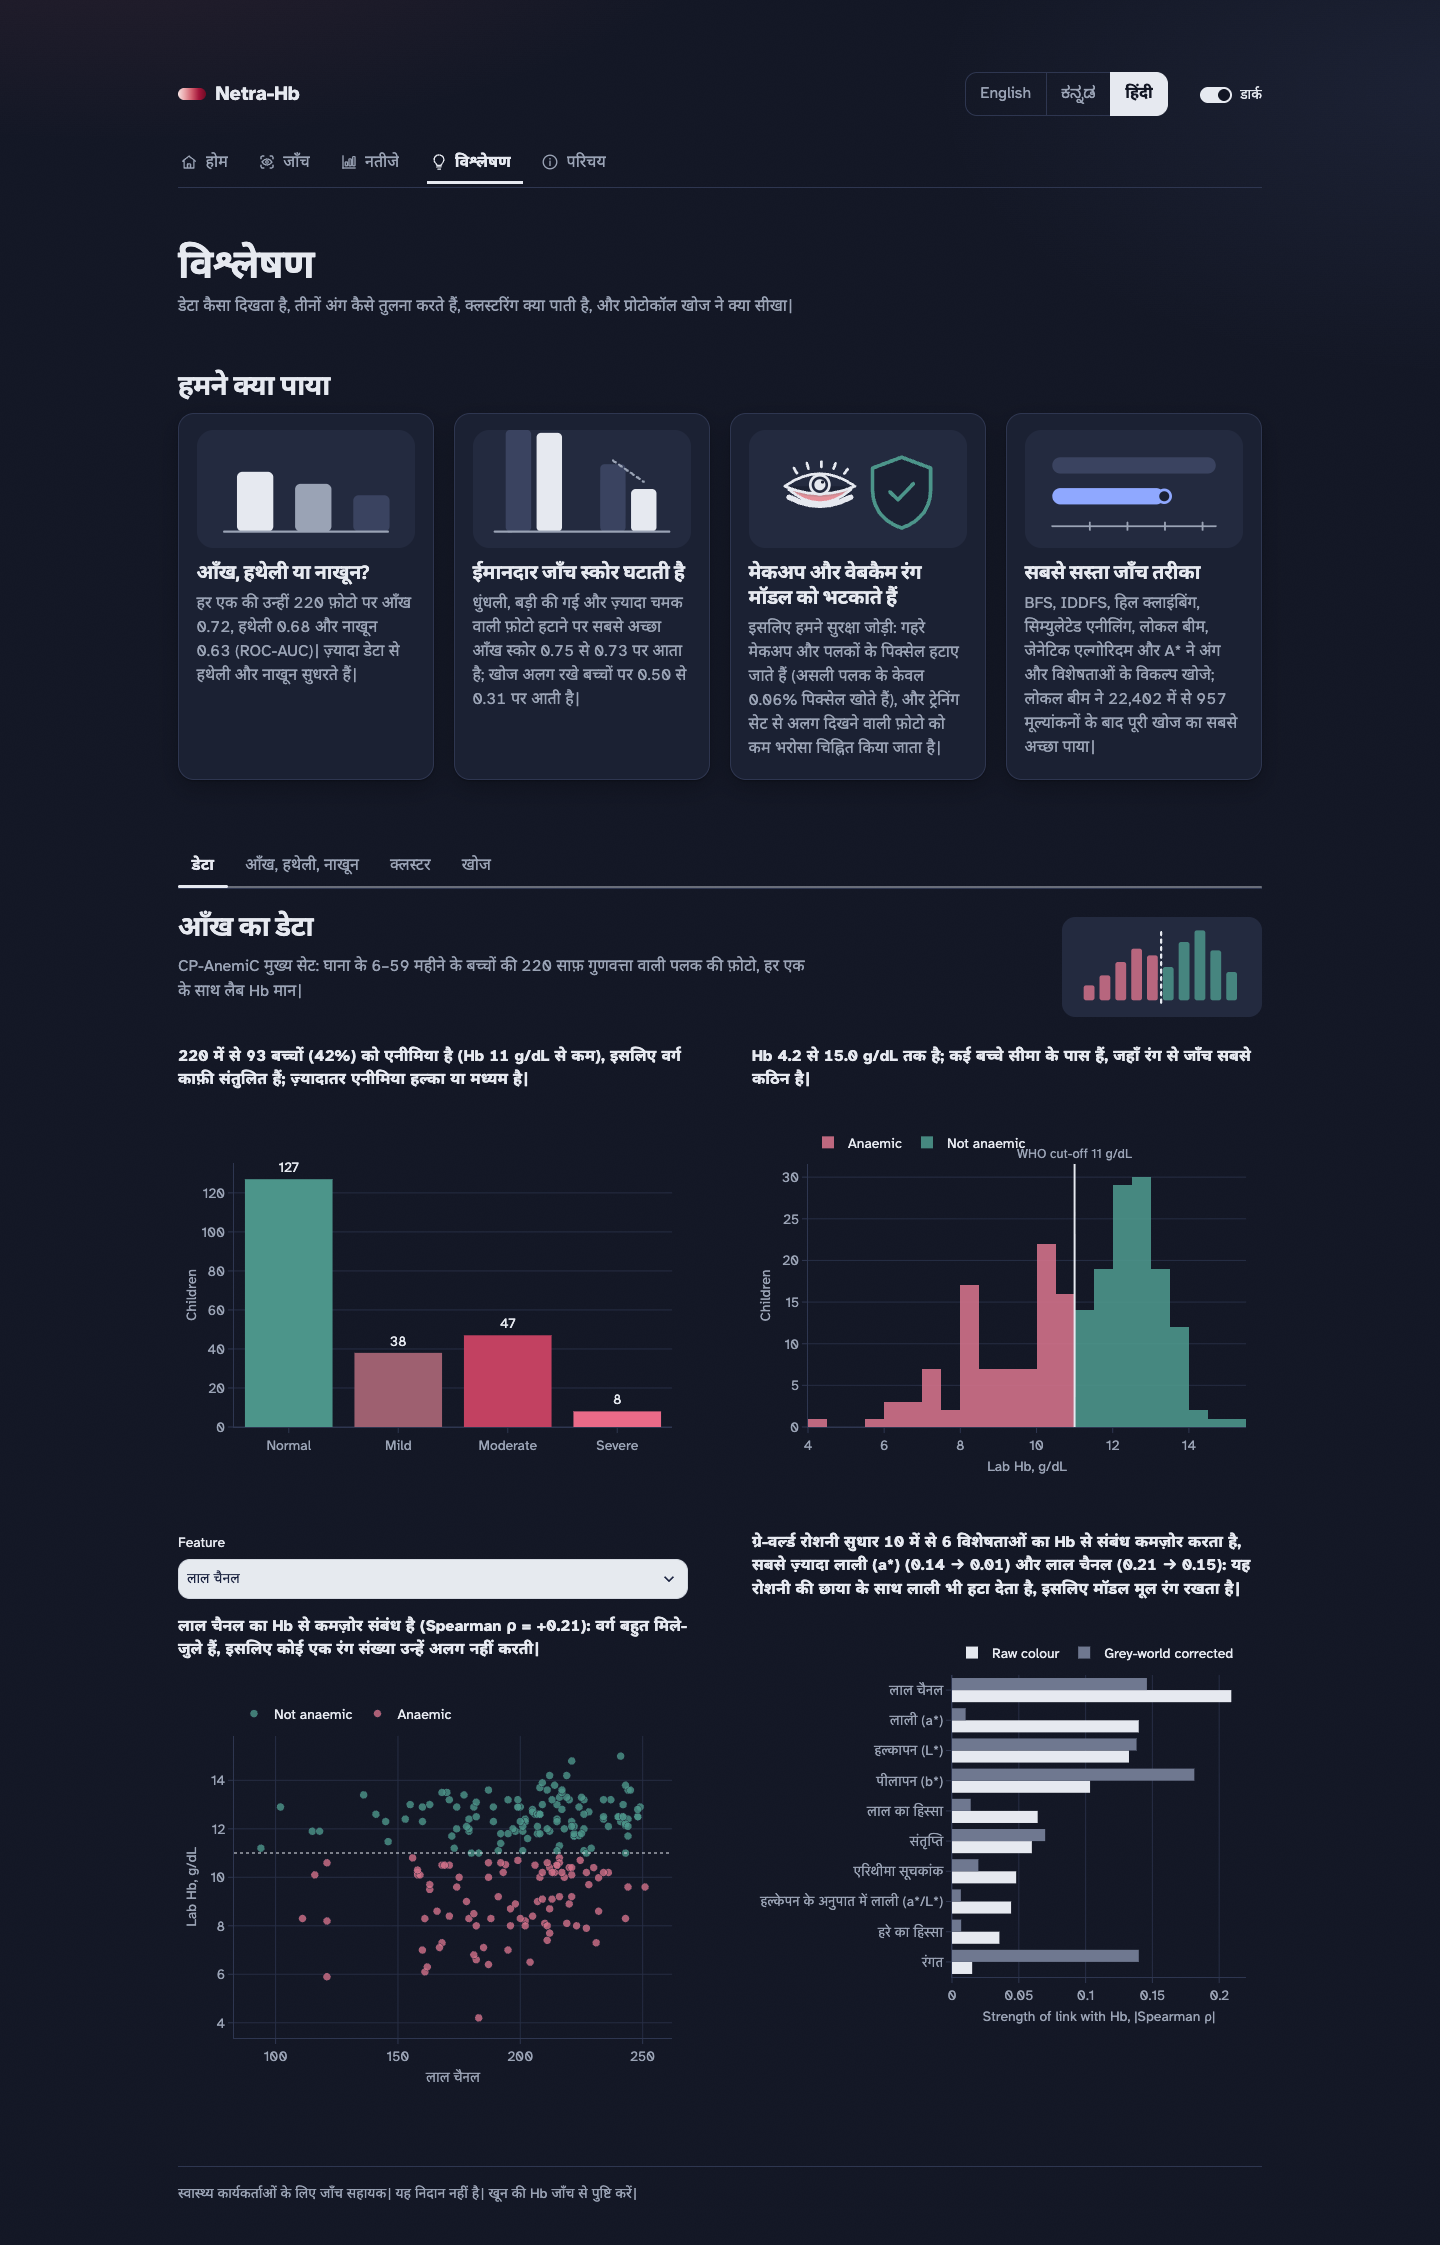 Netra-Hb
English
ಕನ್ನಡ
हिंदी
डार्क
होम
जाँच
नतीजे
विश्लेषण
परिचय
विश्लेषण
डेटा कैसा दिखता है, तीनों अंग कैसे तुलना करते हैं, क्लस्टरिंग क्या पाती है, और प्रोटोकॉल खोज ने क्या सीखा|
हमने क्या पाया
आँख, हथेली या नाखून?
हर एक की उन्हीं 220 फ़ोटो पर आँख
0.72, हथेली 0.68 और नाखून
0.63 (ROC-AUC)| ज़्यादा डेटा से
हथेली और नाखून सुधरते हैं|
ईमानदार जाँच स्कोर घटाती है
धुंधली, बड़ी की गई और ज़्यादा चमक
वाली फ़ोटो हटाने पर सबसे अच्छा
आँख स्कोर 0.75 से 0.73 पर आता
है; खोज अलग रखे बच्चों पर 0.50 से
0.31 पर आती है|
मेकअप और वेबकैम रंग
मॉडल को भटकाते हैं
इसलिए हमने सुरक्षा जोड़ी: गहरे
मेकअप और पलकों के पिक्सेल हटाए
जाते हैं (असली पलक के केवल
0.06% पिक्सेल खोते हैं), और ट्रेनिंग
सेट से अलग दिखने वाली फ़ोटो को
कम भरोसा चिह्नित किया जाता है|
सबसे सस्ता जाँच तरीका
BFS, IDDFS, हिल क्लाइंबिंग,
सिम्युलेटेड एनीलिंग, लोकल बीम,
जेनेटिक एल्गोरिदम और A* ने अंग
और विशेषताओं के विकल्प खोजे;
लोकल बीम ने 22,402 में से 957
मूल्यांकनों के बाद पूरी खोज का सबसे
अच्छा पाया|
डेटा
आँख, हथेली, नाखून
क्लस्टर
खोज
आँख का डेटा
CP-AnemiC मुख्य सेट: घाना के 6–59 महीने के बच्चों की 220 साफ़ गुणवत्ता वाली पलक की फ़ोटो, हर एक
के साथ लैब Hb मान|
220 में से 93 बच्चों (42%) को एनीमिया है (Hb 11 g/dL से कम), इसलिए वर्ग
काफ़ी संतुलित हैं; ज़्यादातर एनीमिया हल्का या मध्यम है|
127
120
100
80
60
40
20
0
38
47
8
Children
Normal
Mild
Moderate
Severe
Hb 4.2 से 15.0 g/dL तक है; कई बच्चे सीमा के पास हैं, जहाँ रंग से जाँच सबसे
कठिन है|
Anaemic
Not anaemic
WHO cut-off 11 g/dL
30
25
20
15
10
5
0
Children
4
6
8
10
12
14
Lab Hb, g/dL
Feature
लाल चैनल
लाल चैनल का Hb से कमज़ोर संबंध है (Spearman ρ = +0.21): वर्ग बहुत मिले-
जुले हैं, इसलिए कोई एक रंग संख्या उन्हें अलग नहीं करती|
Not anaemic
Anaemic
14
12
10
8
6
4
Lab Hb, g/dL
100
150
200
250
लाल चैनल
ग्रे-वर्ल्ड रोशनी सुधार 10 में से 6 विशेषताओं का Hb से संबंध कमज़ोर करता है,
सबसे ज़्यादा लाली (a*) (0.14 → 0.01) और लाल चैनल (0.21 → 0.15): यह
रोशनी की छाया के साथ लाली भी हटा देता है, इसलिए मॉडल मूल रंग रखता है|
Raw colour
Grey-world corrected
लाल चैनल
लाली (a*)
हल्कापन (L*)
पीलापन (b*)
लाल का हिस्सा
संतृप्ति
एरिथीमा सूचकांक
हल्केपन के अनुपात में लाली (a*/L*)
हरे का हिस्सा
रंगत
0
0.05
0.1
0.15
0.2
Strength of link with Hb, |Spearman ρ|
स्वास्थ्य कार्यकर्ताओं के लिए जाँच सहायक| यह निदान नहीं है| खून की Hb जाँच से पुष्टि करें|